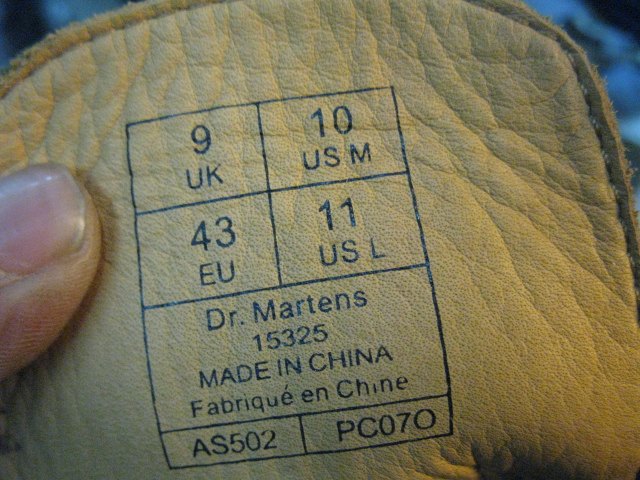 9 10
UK US M
43 11
EU US L
Dr. Martens
15325
MADE IN CHINA
Fabriqué en Chine
AS502 PC07O